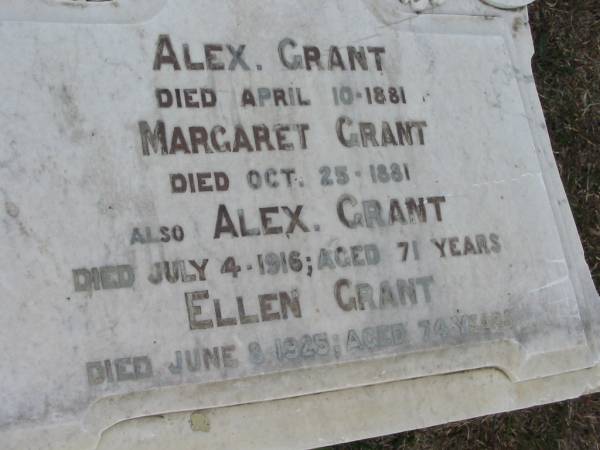 ALEX. GRANT
DIED APRIL 10-1881
MARGARET GRANT
DIED OCT. 25-1881
ALSO ALEX. GRANT
DIED JULY 4-1916; AGED 71 YEARS
ELLEN GRANT
DIED JUNE 8 1925; AGED 74 YEARS